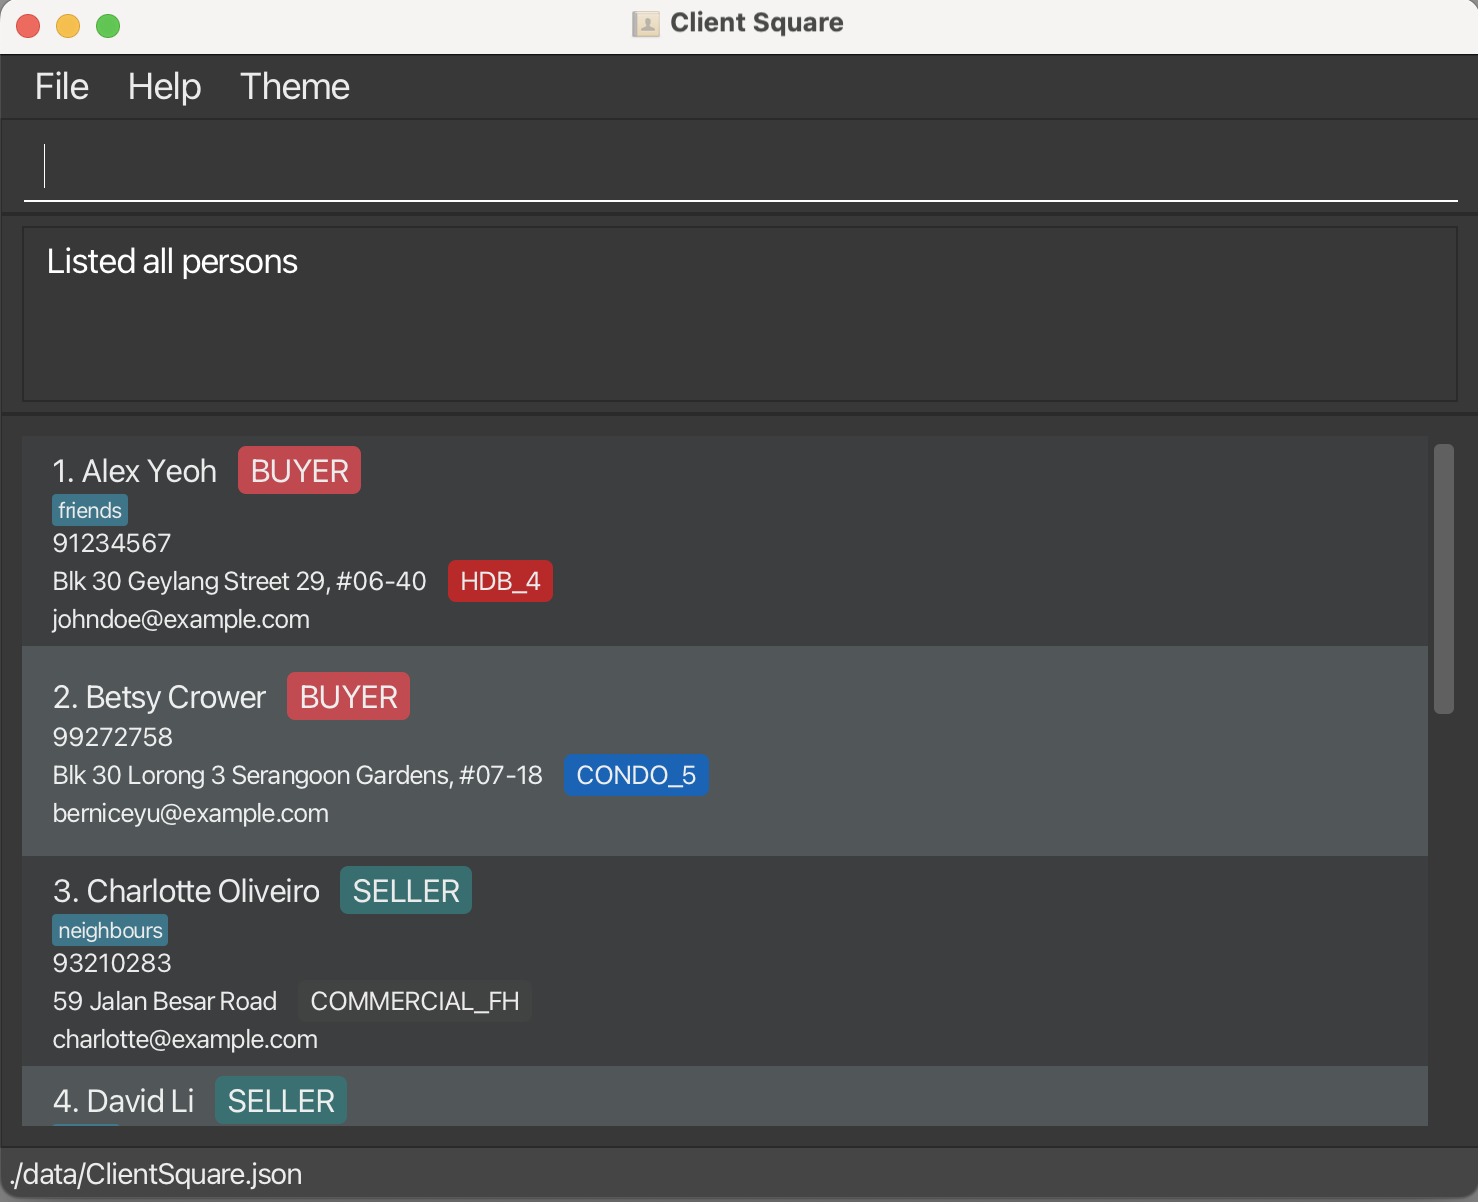 Client Square
File Help Theme
Listed all persons
1. Alex Yeoh BUYER
friends
91234567
Blk 30 Geylang Street 29, #06-40 HDB_4
johndoe@example.com
2. Betsy Crower BUYER
99272758
Blk 30 Lorong 3 Serangoon Gardens, #07-18 CONDO_5
berniceyu@example.com
3. Charlotte Oliveiro SELLER
neighbours
93210283
59 Jalan Besar Road COMMERCIAL_FH
charlotte@example.com
4. David Li SELLER
./data/ClientSquare.json